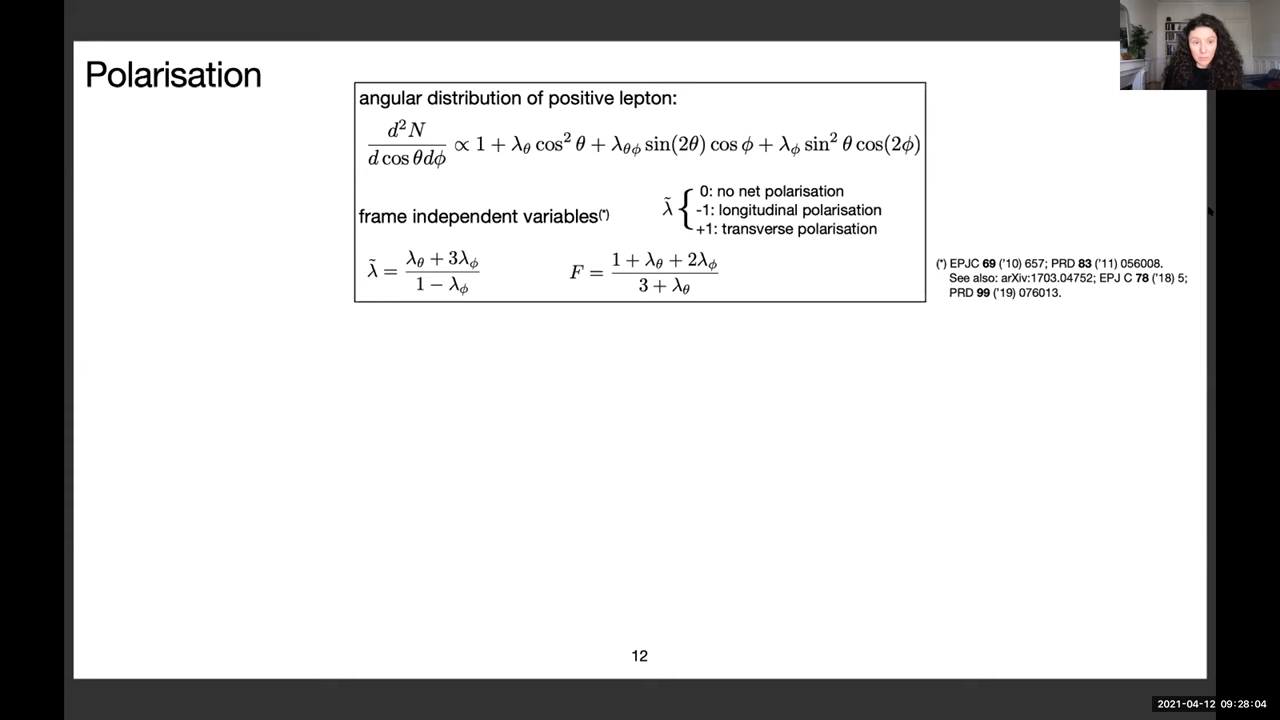 Polarisation
angular distribution of positive lepton:
d²N / d cos θ dϕ ∝ 1 + λ_θ cos² θ + λ_θϕ sin(2θ) cos ϕ + λ_ϕ sin² θ cos(2ϕ)
frame independent variables(*)
λ̃ { 0: no net polarisation
-1: longitudinal polarisation
+1: transverse polarisation
λ̃ = (λ_θ + 3λ_ϕ) / (1 − λ_ϕ)
F = (1 + λ_θ + 2λ_ϕ) / (3 + λ_θ)
(*) EPJC 69 ('10) 657; PRD 83 ('11) 056008.
See also: arXiv:1703.04752; EPJ C 78 ('18) 5;
PRD 99 ('19) 076013.
12
2021-04-12 09:28:04